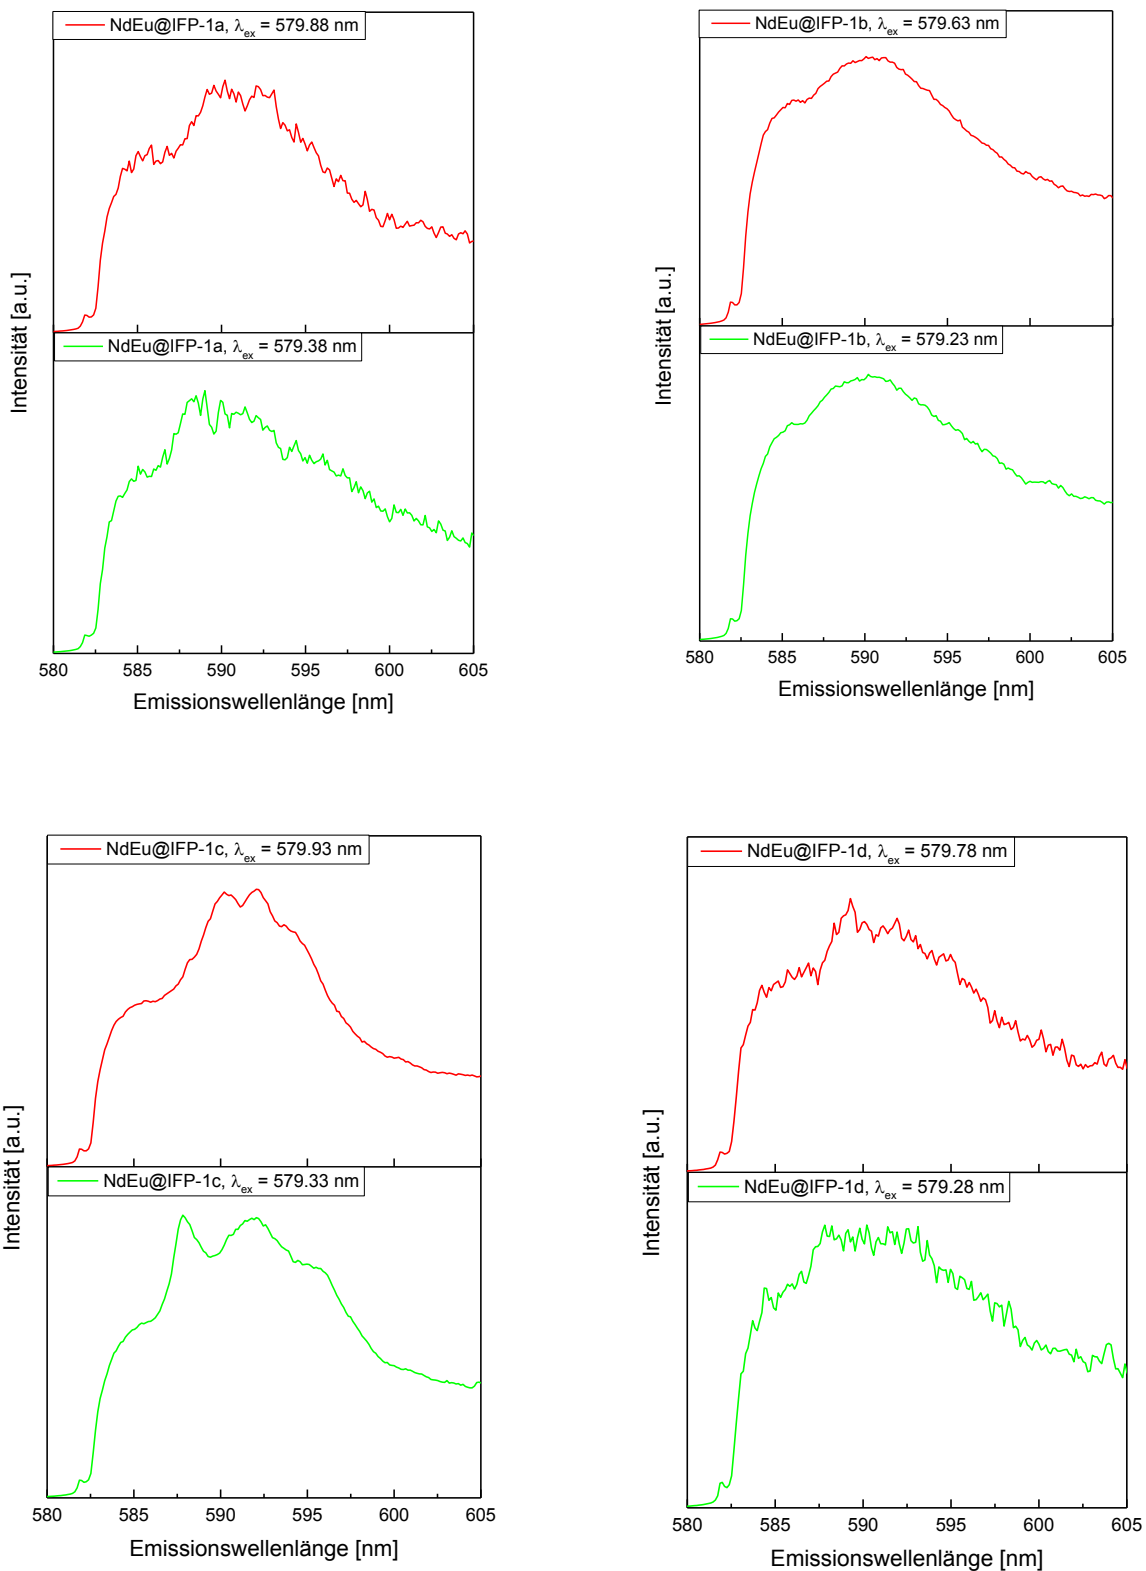 NdEu@IFP-1a, λex = 579.88 nm
NdEu@IFP-1a, λex = 579.38 nm
Intensität [a.u.]
580 585 590 595 600 605
Emissionswellenlänge [nm]
NdEu@IFP-1b, λex = 579.63 nm
NdEu@IFP-1b, λex = 579.23 nm
Intensität [a.u.]
580 585 590 595 600 605
Emissionswellenlänge [nm]
NdEu@IFP-1c, λex = 579.93 nm
NdEu@IFP-1c, λex = 579.33 nm
Intensität [a.u.]
580 585 590 595 600 605
Emissionswellenlänge [nm]
NdEu@IFP-1d, λex = 579.78 nm
NdEu@IFP-1d, λex = 579.28 nm
Intensität [a.u.]
580 585 590 595 600 605
Emissionswellenlänge [nm]